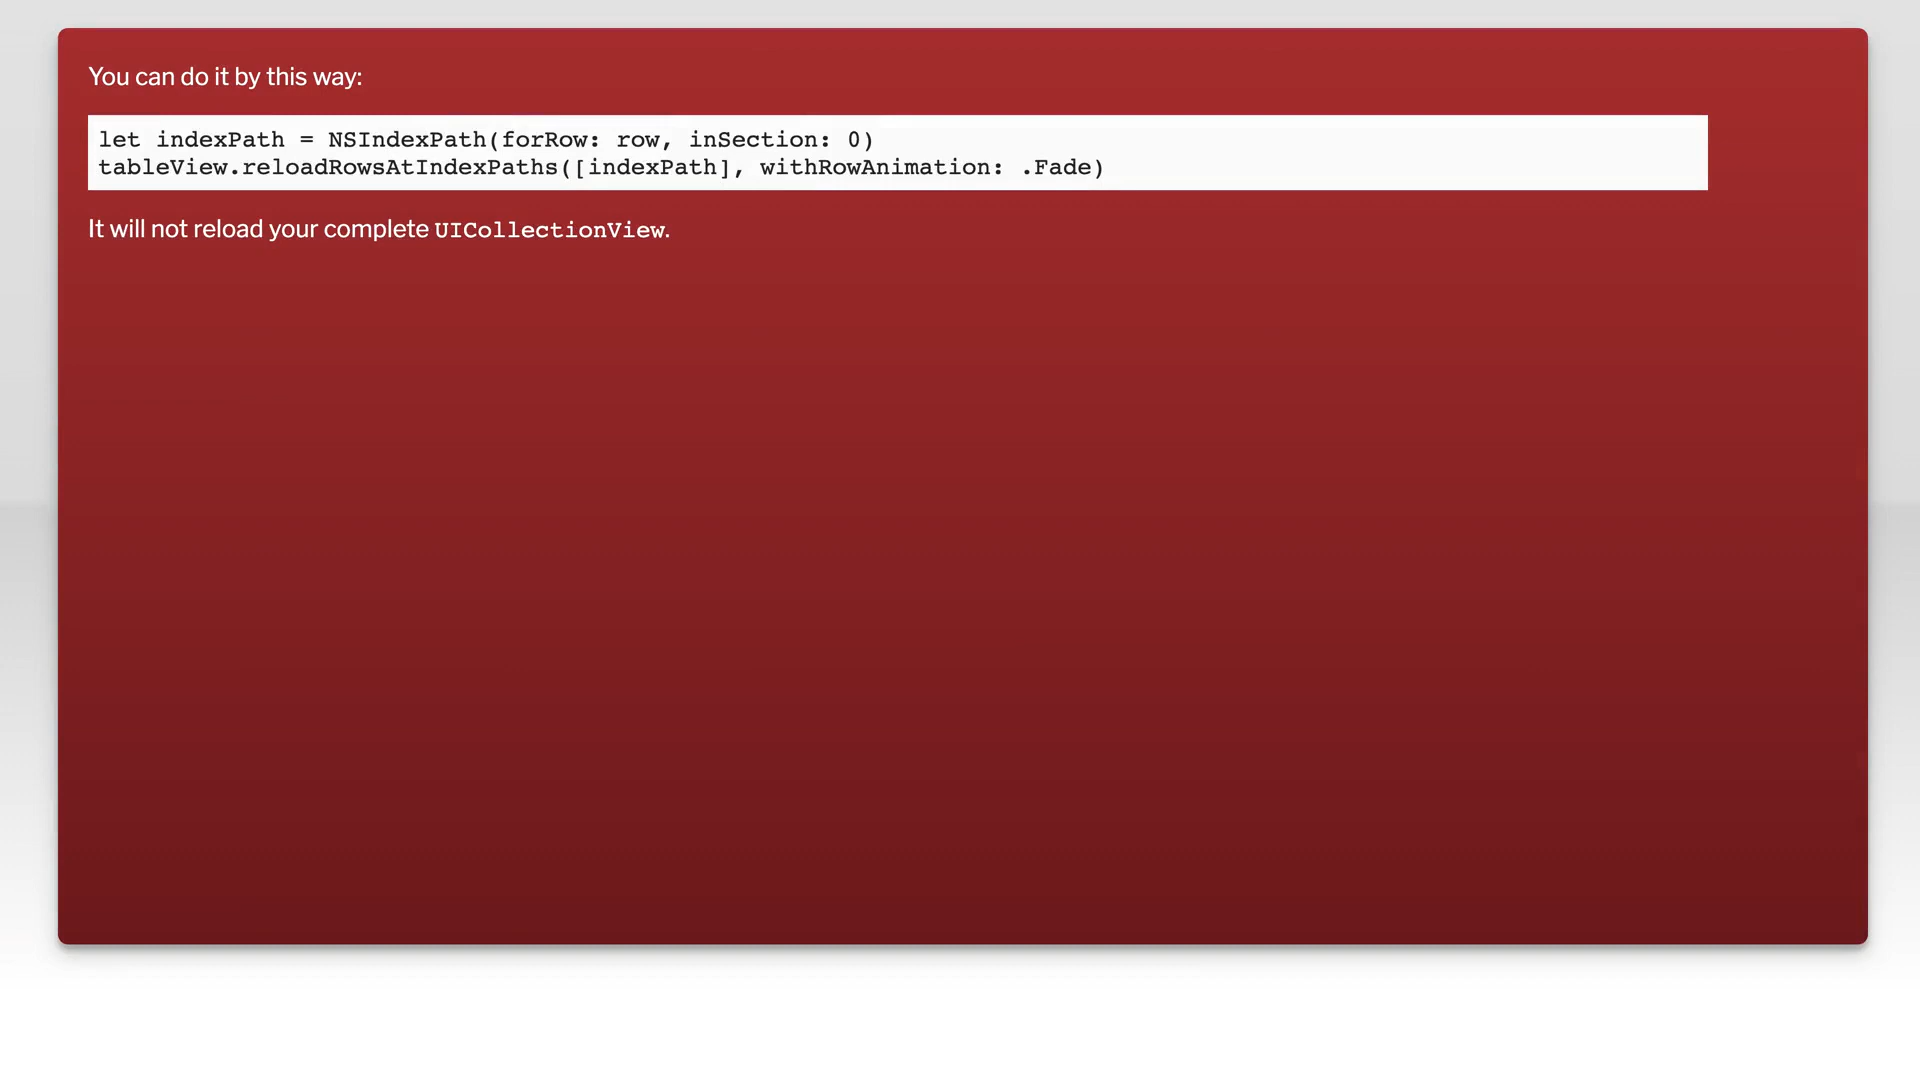 You can do it by this way:
let indexPath = NSIndexPath(forRow: row, inSection: 0)
tableView.reloadRowsAtIndexPaths([indexPath], withRowAnimation: .Fade)
It will not reload your complete UICollectionView.